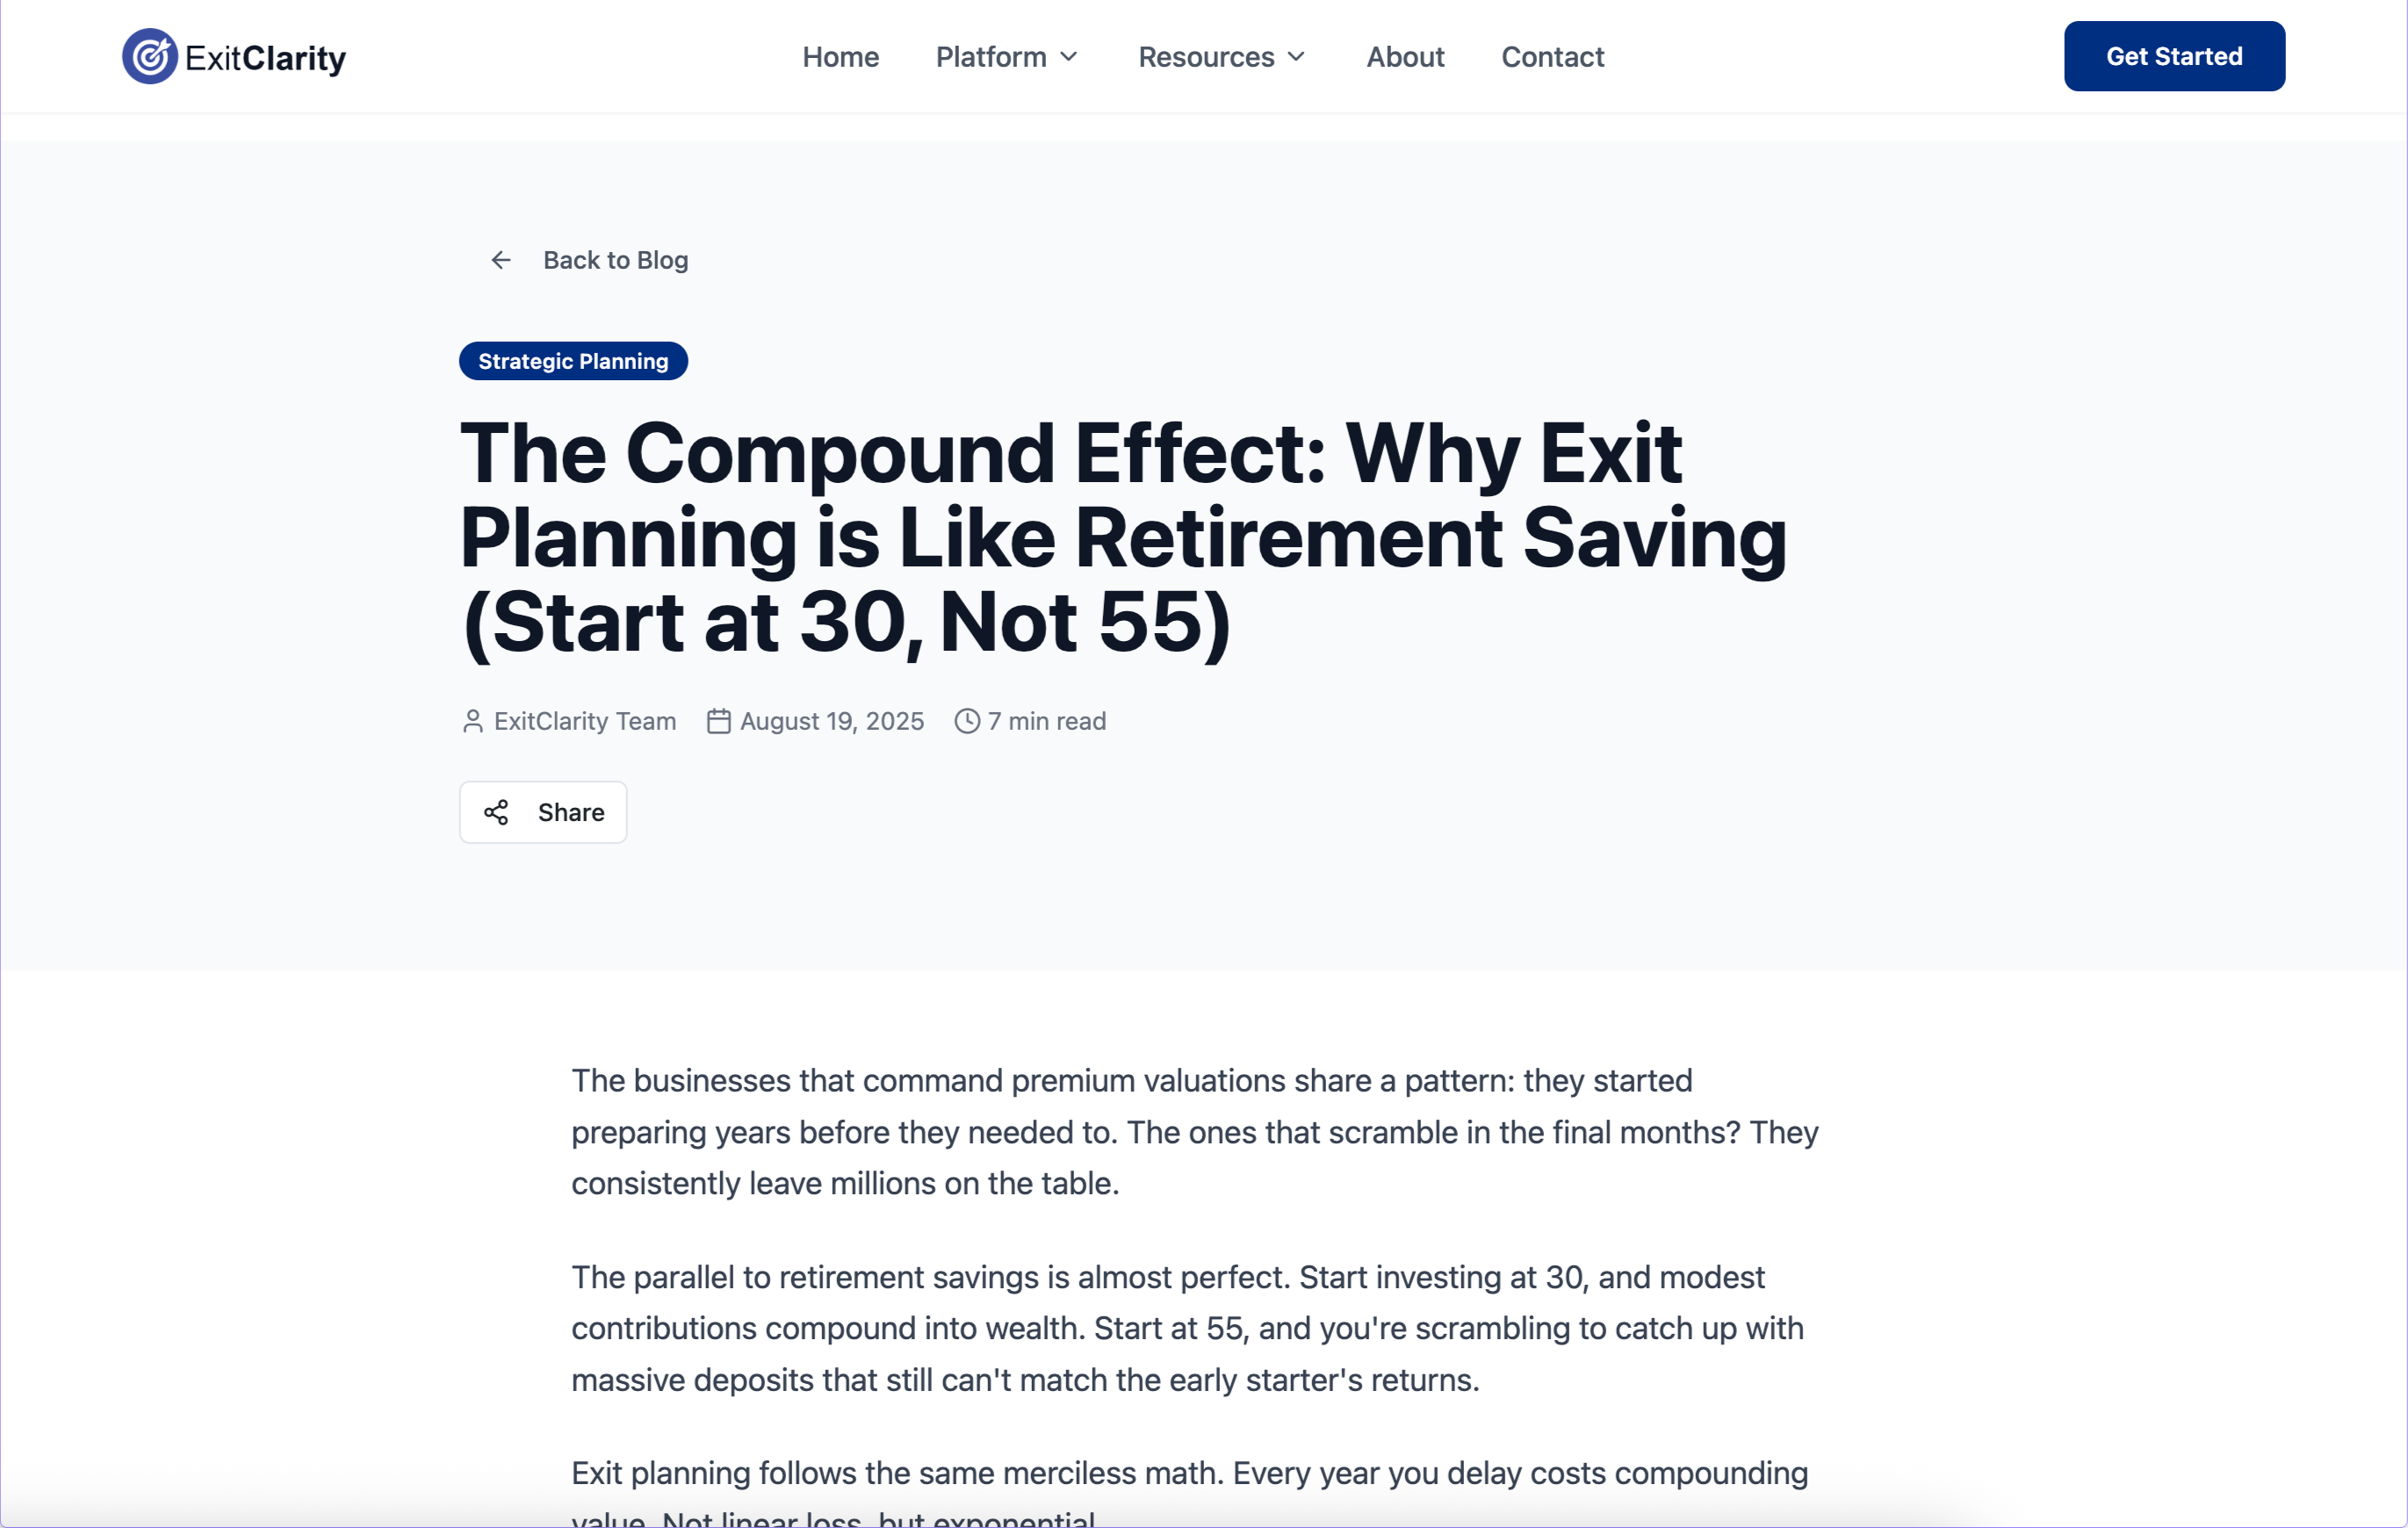 ExitClarity
Home
Platform
Resources
About
Contact
Get Started
Back to Blog
Strategic Planning
The Compound Effect: Why Exit
Planning is Like Retirement Saving
(Start at 30, Not 55)
ExitClarity Team
August 19, 2025
7 min read
Share
The businesses that command premium valuations share a pattern: they started
preparing years before they needed to. The ones that scramble in the final months? They
consistently leave millions on the table.
The parallel to retirement savings is almost perfect. Start investing at 30, and modest
contributions compound into wealth. Start at 55, and you're scrambling to catch up with
massive deposits that still can't match the early starter's returns.
Exit planning follows the same merciless math. Every year you delay costs compounding
value. Not linear loss, but exponential.